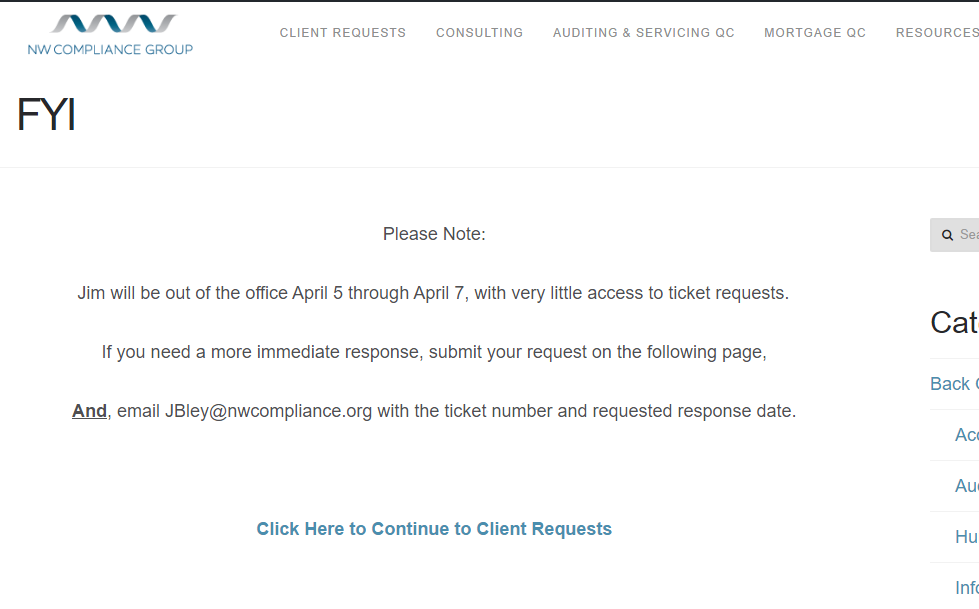 NW COMPLIANCE GROUP
CLIENT REQUESTS CONSULTING AUDITING & SERVICING QC MORTGAGE QC RESOURCES
FYI
Please Note:
Jim will be out of the office April 5 through April 7, with very little access to ticket requests.
If you need a more immediate response, submit your request on the following page,
And, email JBley@nwcompliance.org with the ticket number and requested response date.
Click Here to Continue to Client Requests
Sea
Cat
Back
Acc
Aud
Hu
Info